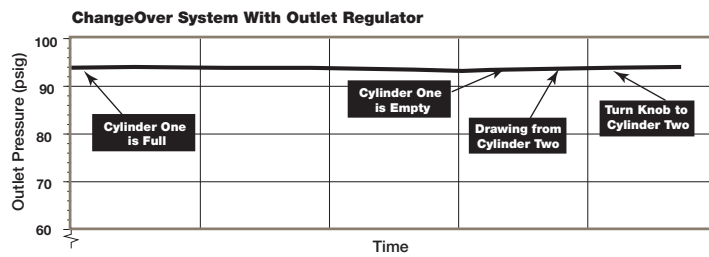 ChangeOver System With Outlet Regulator
Outlet Pressure (psig)
100
90
80
70
60
Cylinder One
is Full
Cylinder One
is Empty
Drawing from
Cylinder Two
Turn Knob to
Cylinder Two
Time